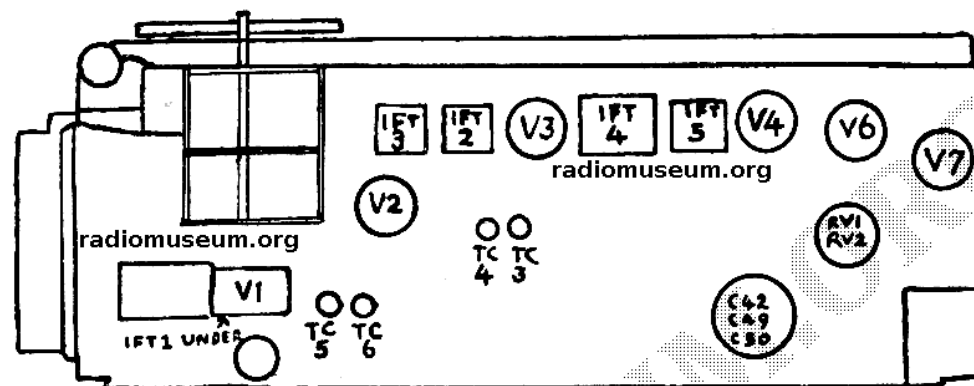 IFT
3
IFT
2
V3
IFT
4
IFT
5
V4
V6
V7
radiomuseum.org
V2
RV1
RV2
radiomuseum.org
TC
4
TC
3
V1
IFT1 UNDER
TC
5
TC
6
C42
C49
C50